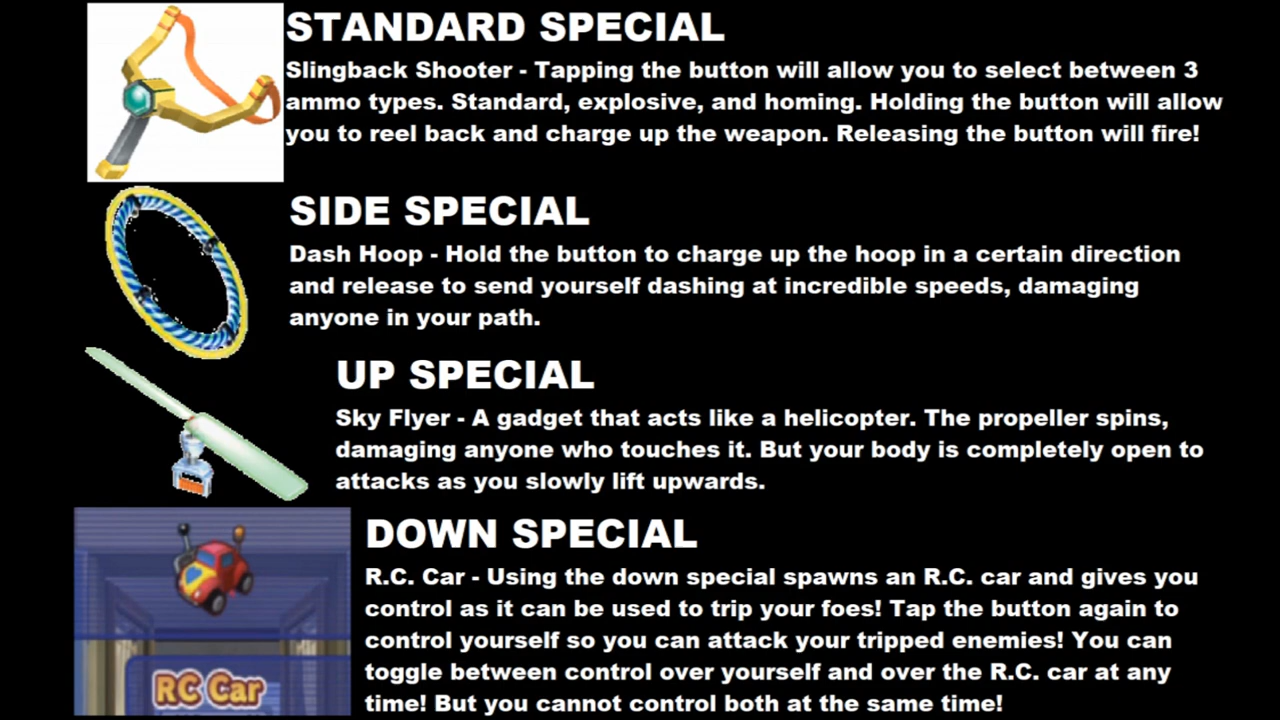 STANDARD SPECIAL
Slingback Shooter - Tapping the button will allow you to select between 3
ammo types. Standard, explosive, and homing. Holding the button will allow
you to reel back and charge up the weapon. Releasing the button will fire!
SIDE SPECIAL
Dash Hoop - Hold the button to charge up the hoop in a certain direction
and release to send yourself dashing at incredible speeds, damaging
anyone in your path.
UP SPECIAL
Sky Flyer - A gadget that acts like a helicopter. The propeller spins,
damaging anyone who touches it. But your body is completely open to
attacks as you slowly lift upwards.
DOWN SPECIAL
R.C. Car - Using the down special spawns an R.C. car and gives you
control as it can be used to trip your foes! Tap the button again to
control yourself so you can attack your tripped enemies! You can
toggle between control over yourself and over the R.C. car at any
time! But you cannot control both at the same time!
RC Car